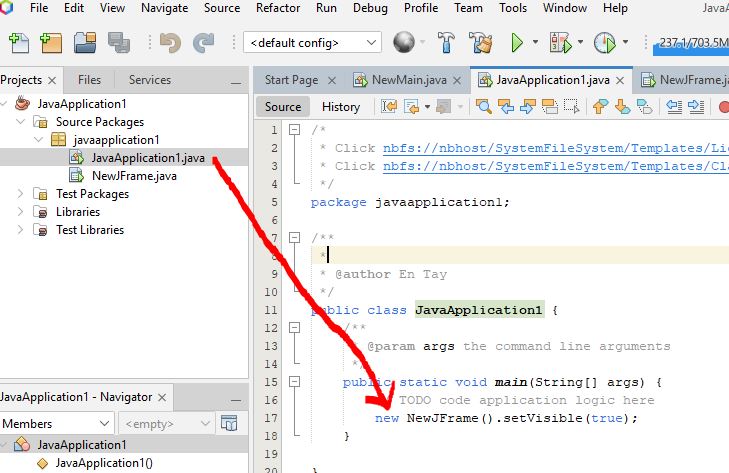 File Edit View Navigate Source Refactor Run Debug Profile Team Tools Window Help JavaA
<default config> 237.1/703.5M
Projects Files Services
Start Page NewMain.java JavaApplication1.java NewJFrame.j
Source History
JavaApplication1
Source Packages
javaapplication1
JavaApplication1.java
NewJFrame.java
Test Packages
Libraries
Test Libraries
1 /*
2 * Click nbfs://nbhost/SystemFileSystem/Templates/Lic
3 * Click nbfs://nbhost/SystemFileSystem/Templates/Cla
4 */
5 package javaapplication1;
6
7 /**
*
9 * @author En Tay
10 */
11 public class JavaApplication1 {
12 /**
13 @param args the command line arguments
14 */
15 public static void main(String[] args) {
16 TODO code application logic here
17 new NewJFrame().setVisible(true);
18 }
19
20 }
JavaApplication1 - Navigator
Members <empty>
JavaApplication1
JavaApplication1()